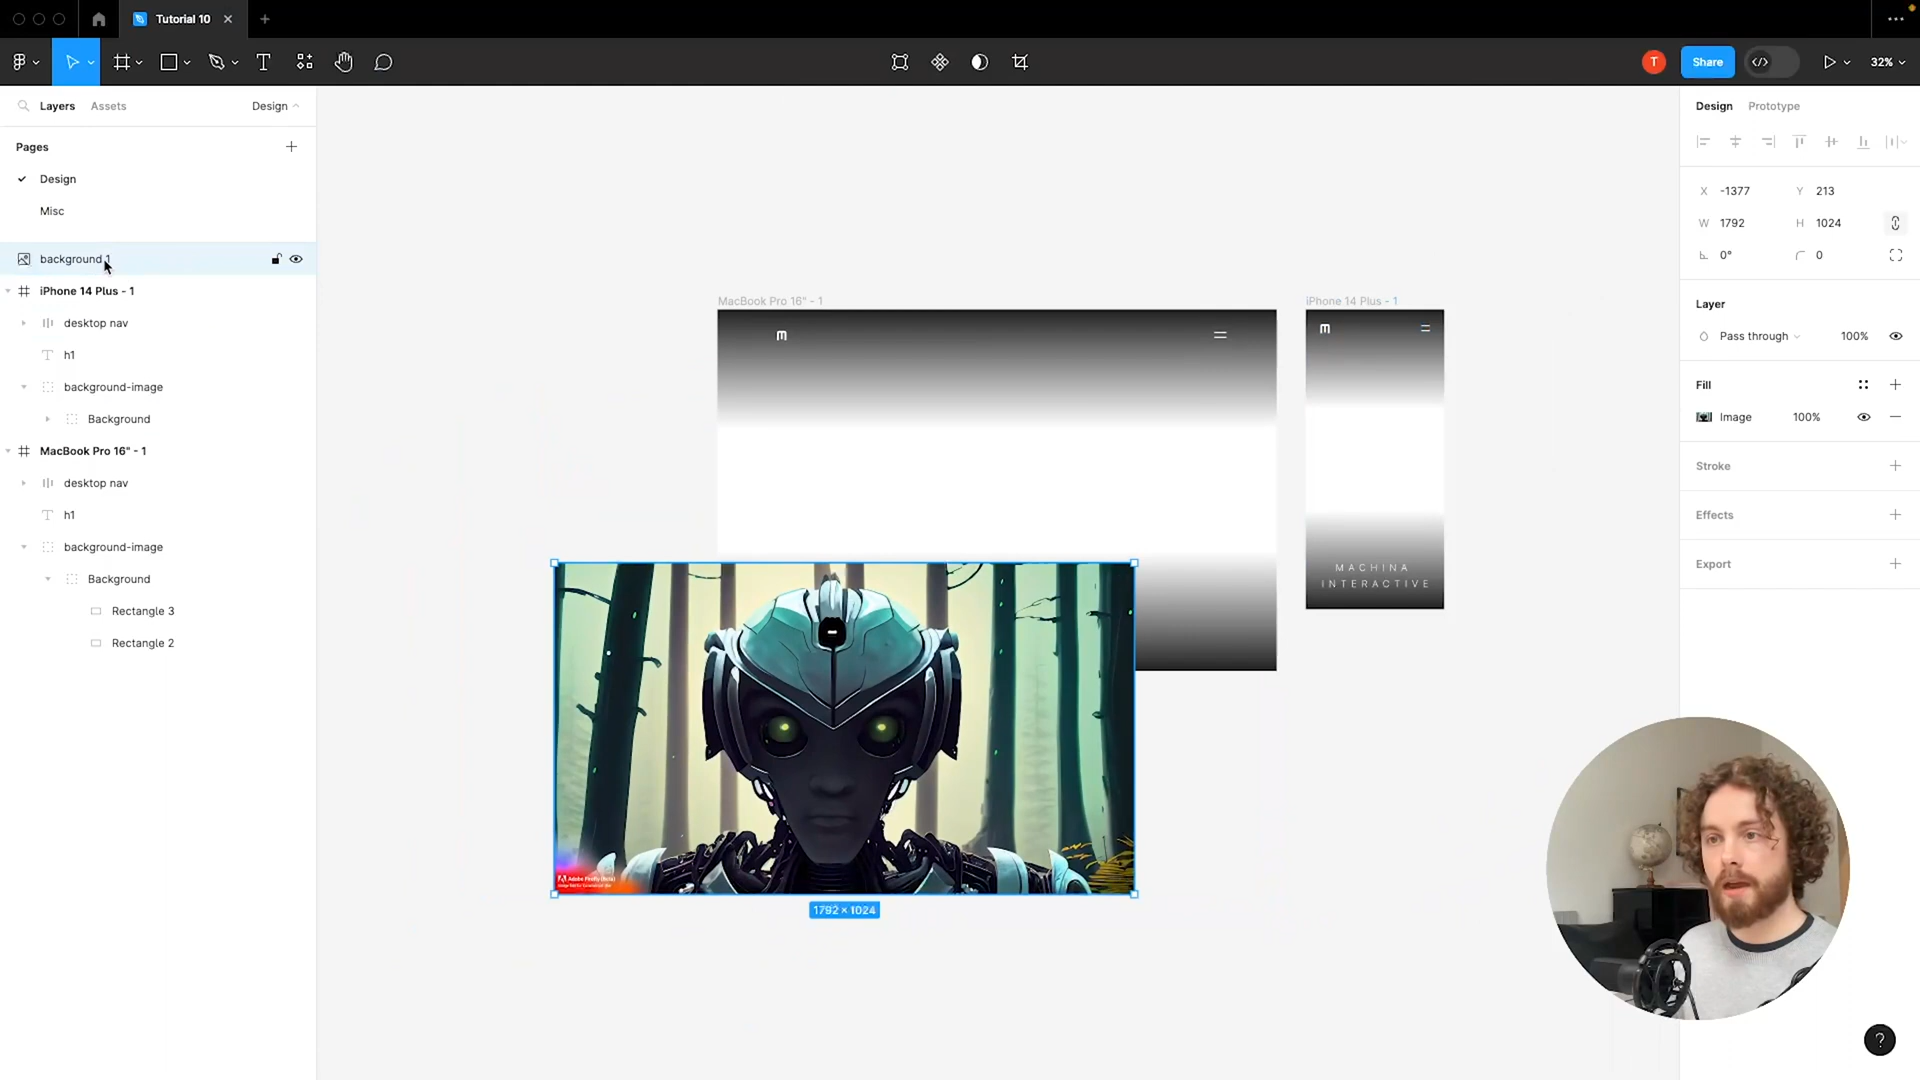 Tutorial 10
T
Share
32%
Layers
Assets
Design
Design
Prototype
Pages
Design
Misc
background 1
iPhone 14 Plus - 1
desktop nav
h1
background-image
Background
MacBook Pro 16" - 1
desktop nav
h1
background-image
Background
Rectangle 3
Rectangle 2
MacBook Pro 16" - 1
iPhone 14 Plus - 1
m
m
MACHINA
INTERACTIVE
Adobe Firefly (Beta)
1792 × 1024
X -1377 Y 213
W 1792 H 1024
0° 0
Layer
Pass through 100%
Fill
Image 100%
Stroke
Effects
Export
?